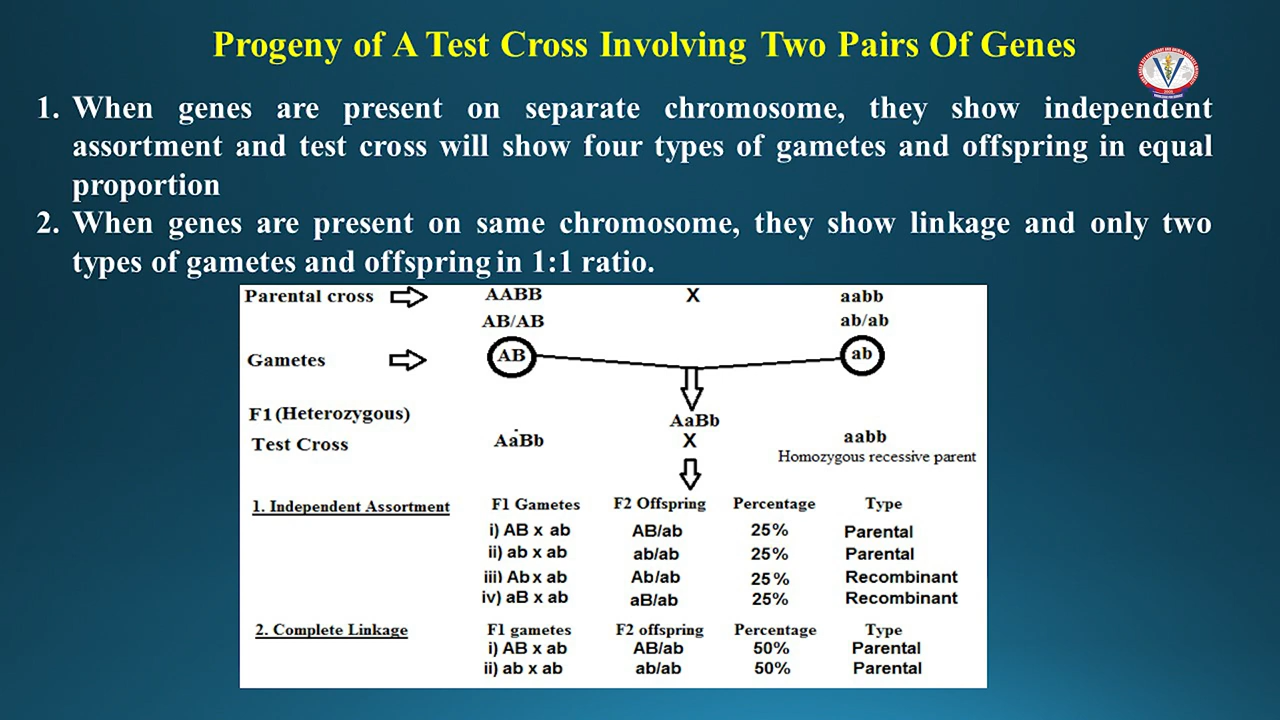 Progeny of A Test Cross Involving Two Pairs Of Genes
1. When genes are present on separate chromosome, they show independent
assortment and test cross will show four types of gametes and offspring in equal
proportion
2. When genes are present on same chromosome, they show linkage and only two
types of gametes and offspring in 1:1 ratio.
Parental cross AABB X aabb
AB/AB ab/ab
Gametes AB ab
F1 (Heterozygous) AaBb
Test Cross AaBb X aabb
Homozygous recessive parent
1. Independent Assortment F1 Gametes F2 Offspring Percentage Type
i) AB x ab AB/ab 25% Parental
ii) ab x ab ab/ab 25% Parental
iii) Ab x ab Ab/ab 25% Recombinant
iv) aB x ab aB/ab 25% Recombinant
2. Complete Linkage F1 gametes F2 offspring Percentage Type
i) AB x ab AB/ab 50% Parental
ii) ab x ab ab/ab 50% Parental